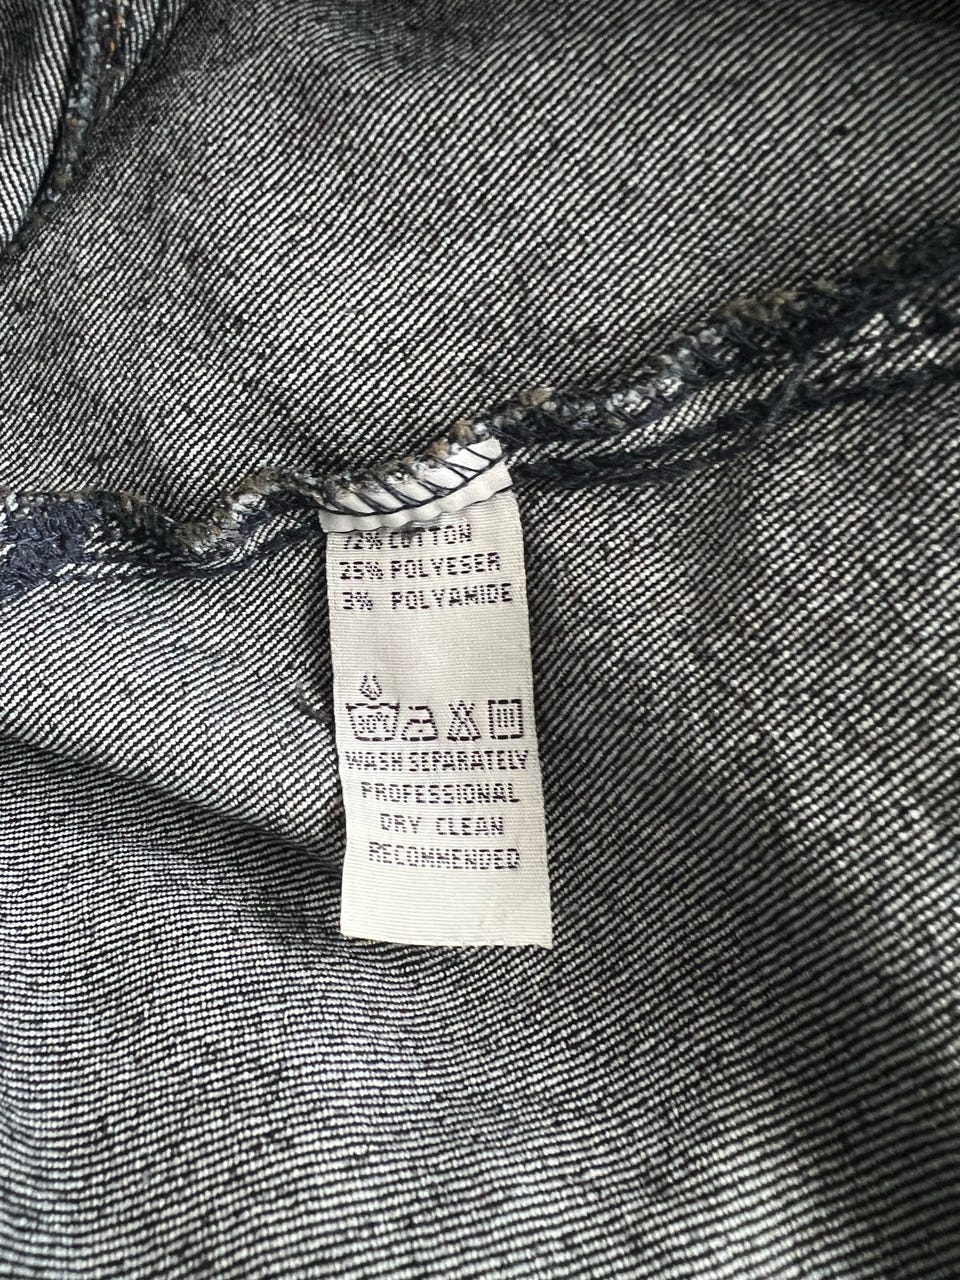 72% COTTON
25% POLYESER
3% POLYAMIDE
WASH SEPARATELY
PROFESSIONAL
DRY CLEAN
RECOMMENDED